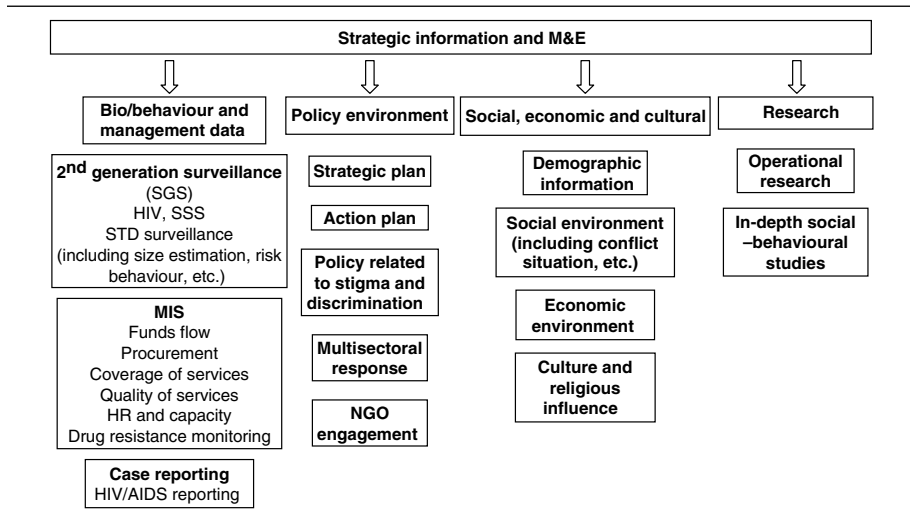 Strategic information and M&E
Bio/behaviour and
management data
2nd generation surveillance
(SGS)
HIV, SSS
STD surveillance
(including size estimation, risk
behaviour, etc.)
MIS
Funds flow
Procurement
Coverage of services
Quality of services
HR and capacity
Drug resistance monitoring
Case reporting
HIV/AIDS reporting
Policy environment
Strategic plan
Action plan
Policy related
to stigma and
discrimination
Multisectoral
response
NGO
engagement
Social, economic and cultural
Demographic
information
Social environment
(including conflict
situation, etc.)
Economic
environment
Culture and
religious
influence
Research
Operational
research
In-depth social
–behavioural
studies